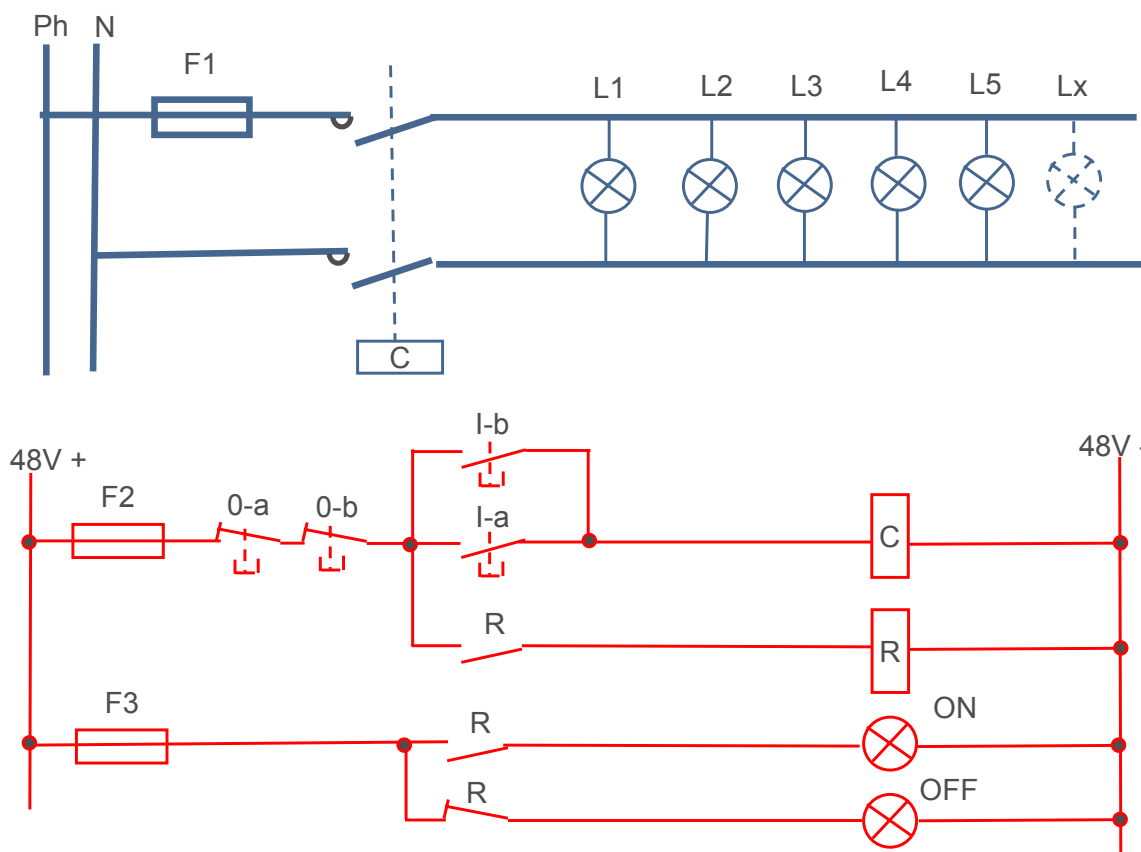 Ph N
F1
L1 L2 L3 L4 L5 Lx
C
I-b
48V + 48V -
F2 0-a 0-b I-a
C
R R
F3 R ON
R OFF